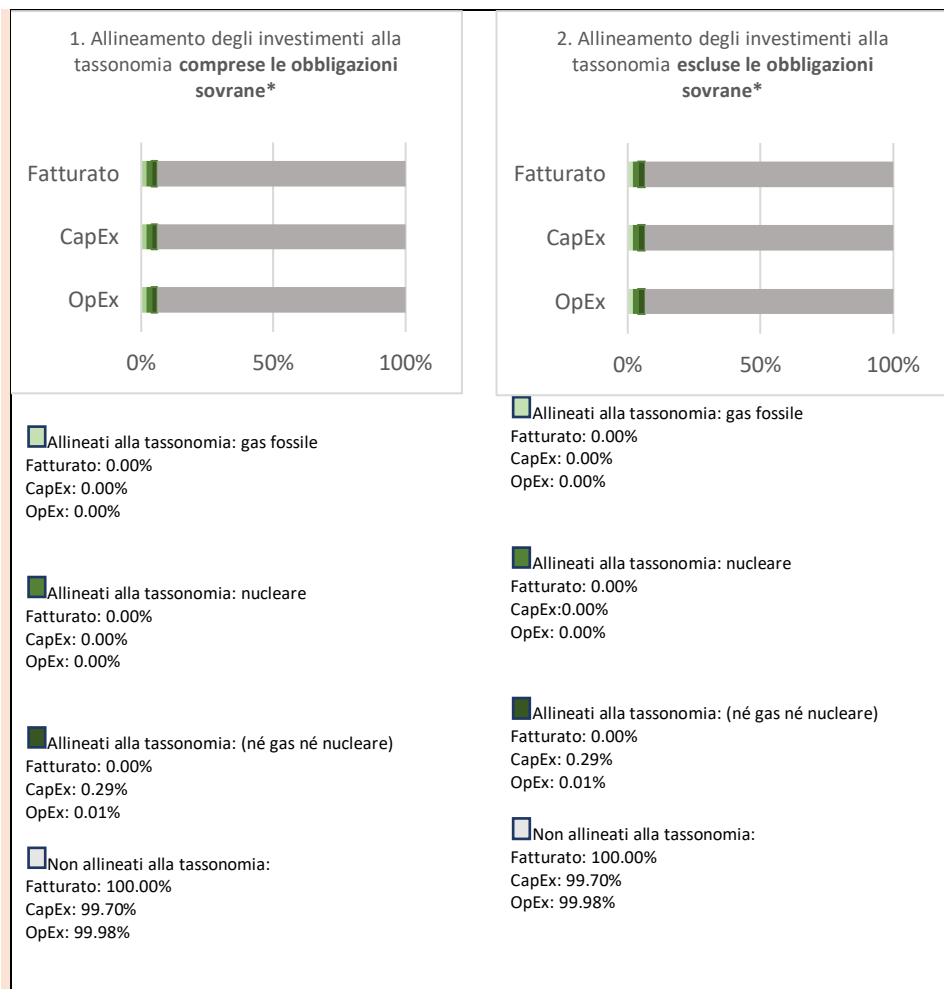 1. Allineamento degli investimenti alla
tassonomia comprese le obbligazioni
sovrane*
Fatturato
CapEx
OpEx
0%
50%
100%
Allineati alla tassonomia: gas fossile
Fatturato: 0.00%
CapEx: 0.00%
OpEx: 0.00%
Allineati alla tassonomia: nucleare
Fatturato: 0.00%
CapEx: 0.00%
OpEx: 0.00%
Allineati alla tassonomia: (né gas né nucleare)
Fatturato: 0.00%
CapEx: 0.29%
OpEx: 0.01%
Non allineati alla tassonomia:
Fatturato: 100.00%
CapEx: 99.70%
OpEx: 99.98%
2. Allineamento degli investimenti alla
tassonomia escluse le obbligazioni
sovrane*
Fatturato
CapEx
OpEx
0%
50%
100%
Allineati alla tassonomia: gas fossile
Fatturato: 0.00%
CapEx: 0.00%
OpEx: 0.00%
Allineati alla tassonomia: nucleare
Fatturato: 0.00%
CapEx:0.00%
OpEx: 0.00%
Allineati alla tassonomia: (né gas né nucleare)
Fatturato: 0.00%
CapEx: 0.29%
OpEx: 0.01%
Non allineati alla tassonomia:
Fatturato: 100.00%
CapEx: 99.70%
OpEx: 99.98%